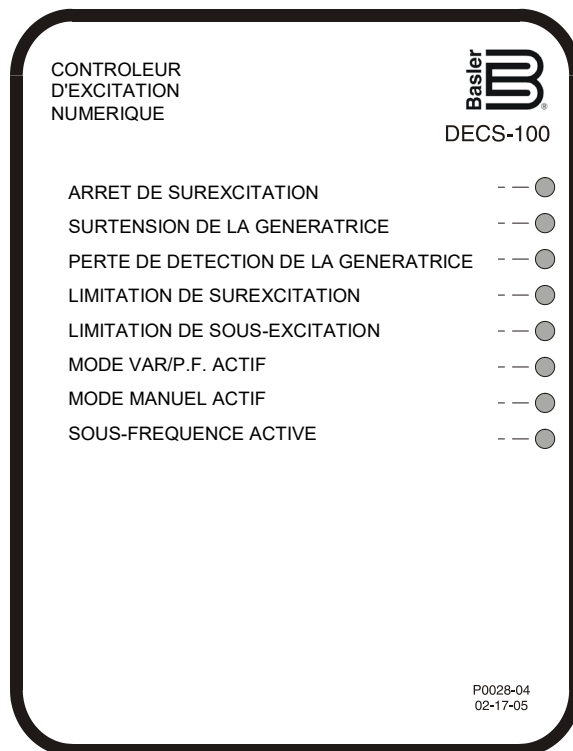 CONTROLEUR
D'EXCITATION
NUMERIQUE
Basler
B
®
DECS-100
ARRET DE SUREXCITATION
SURTENSION DE LA GENERATRICE
PERTE DE DETECTION DE LA GENERATRICE
LIMITATION DE SUREXCITATION
LIMITATION DE SOUS-EXCITATION
MODE VAR/P.F. ACTIF
MODE MANUEL ACTIF
SOUS-FREQUENCE ACTIVE
P0028-04
02-17-05